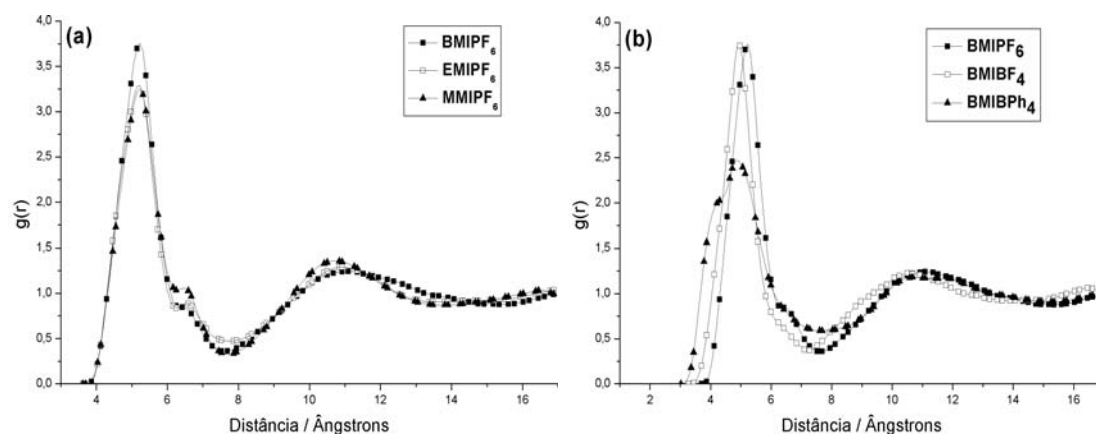 (a)
BMIPF6
EMIPF6
MMIPF6
g(r)
4,0
3,5
3,0
2,5
2,0
1,5
1,0
0,5
0,0
4 6 8 10 12 14 16
Distância / Ângstrons
(b)
BMIPF6
BMIBF4
BMIBPh4
g(r)
4,0
3,5
3,0
2,5
2,0
1,5
1,0
0,5
0,0
2 4 6 8 10 12 14 16
Distância / Ângstrons